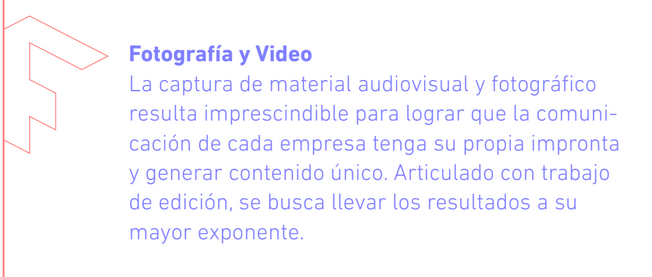 Fotografía y Video
La captura de material audiovisual y fotográfico
resulta imprescindible para lograr que la comuni-
cación de cada empresa tenga su propia impronta
y generar contenido único. Articulado con trabajo
de edición, se busca llevar los resultados a su
mayor exponente.